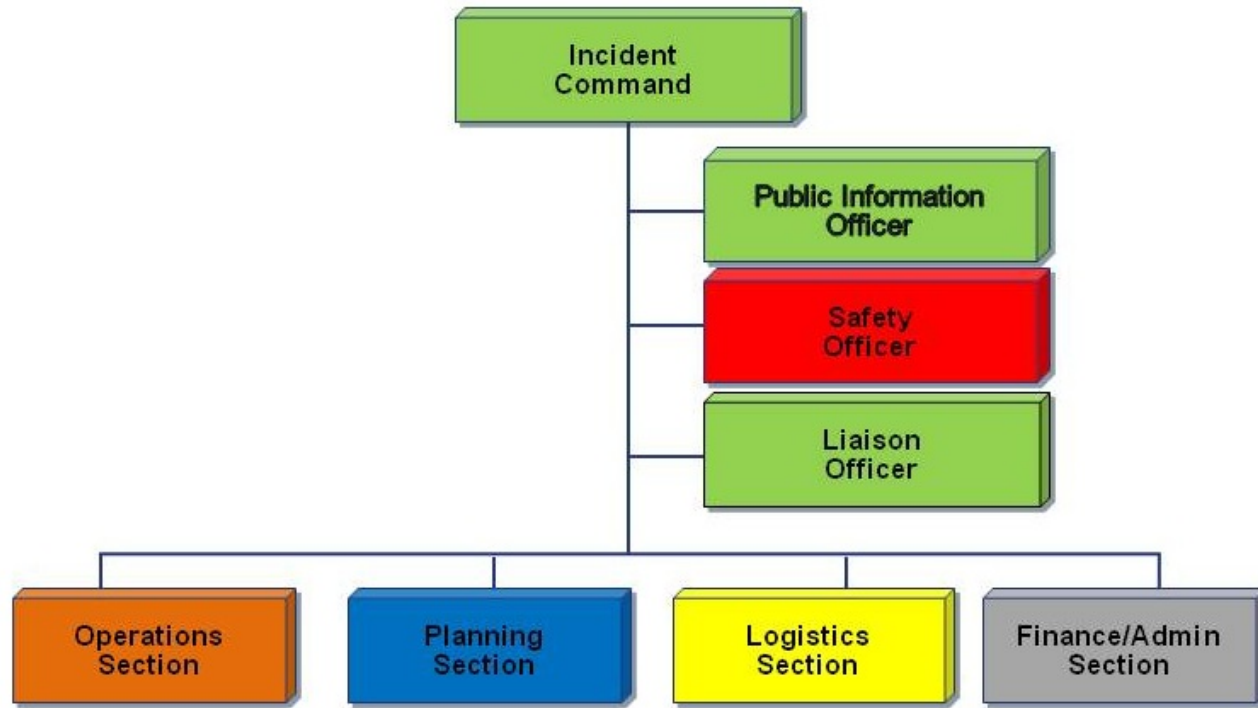 Incident
Command
Public Information
Officer
Safety
Officer
Liaison
Officer
Operations
Section
Planning
Section
Logistics
Section
Finance/Admin
Section